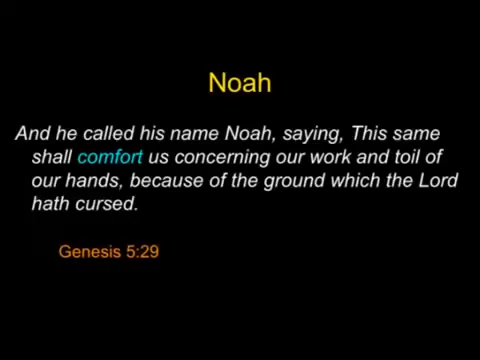 Noah
And he called his name Noah, saying, This same
shall comfort us concerning our work and toil of
our hands, because of the ground which the Lord
hath cursed.
Genesis 5:29